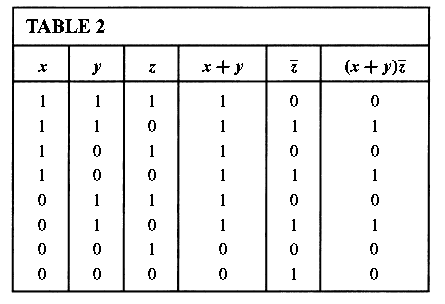 TABLE 2
x y z x + y z̅ (x + y)z̅
1 1 1 1 0 0
1 1 0 1 1 1
1 0 1 1 0 0
1 0 0 1 1 1
0 1 1 1 0 0
0 1 0 1 1 1
0 0 1 0 0 0
0 0 0 0 1 0